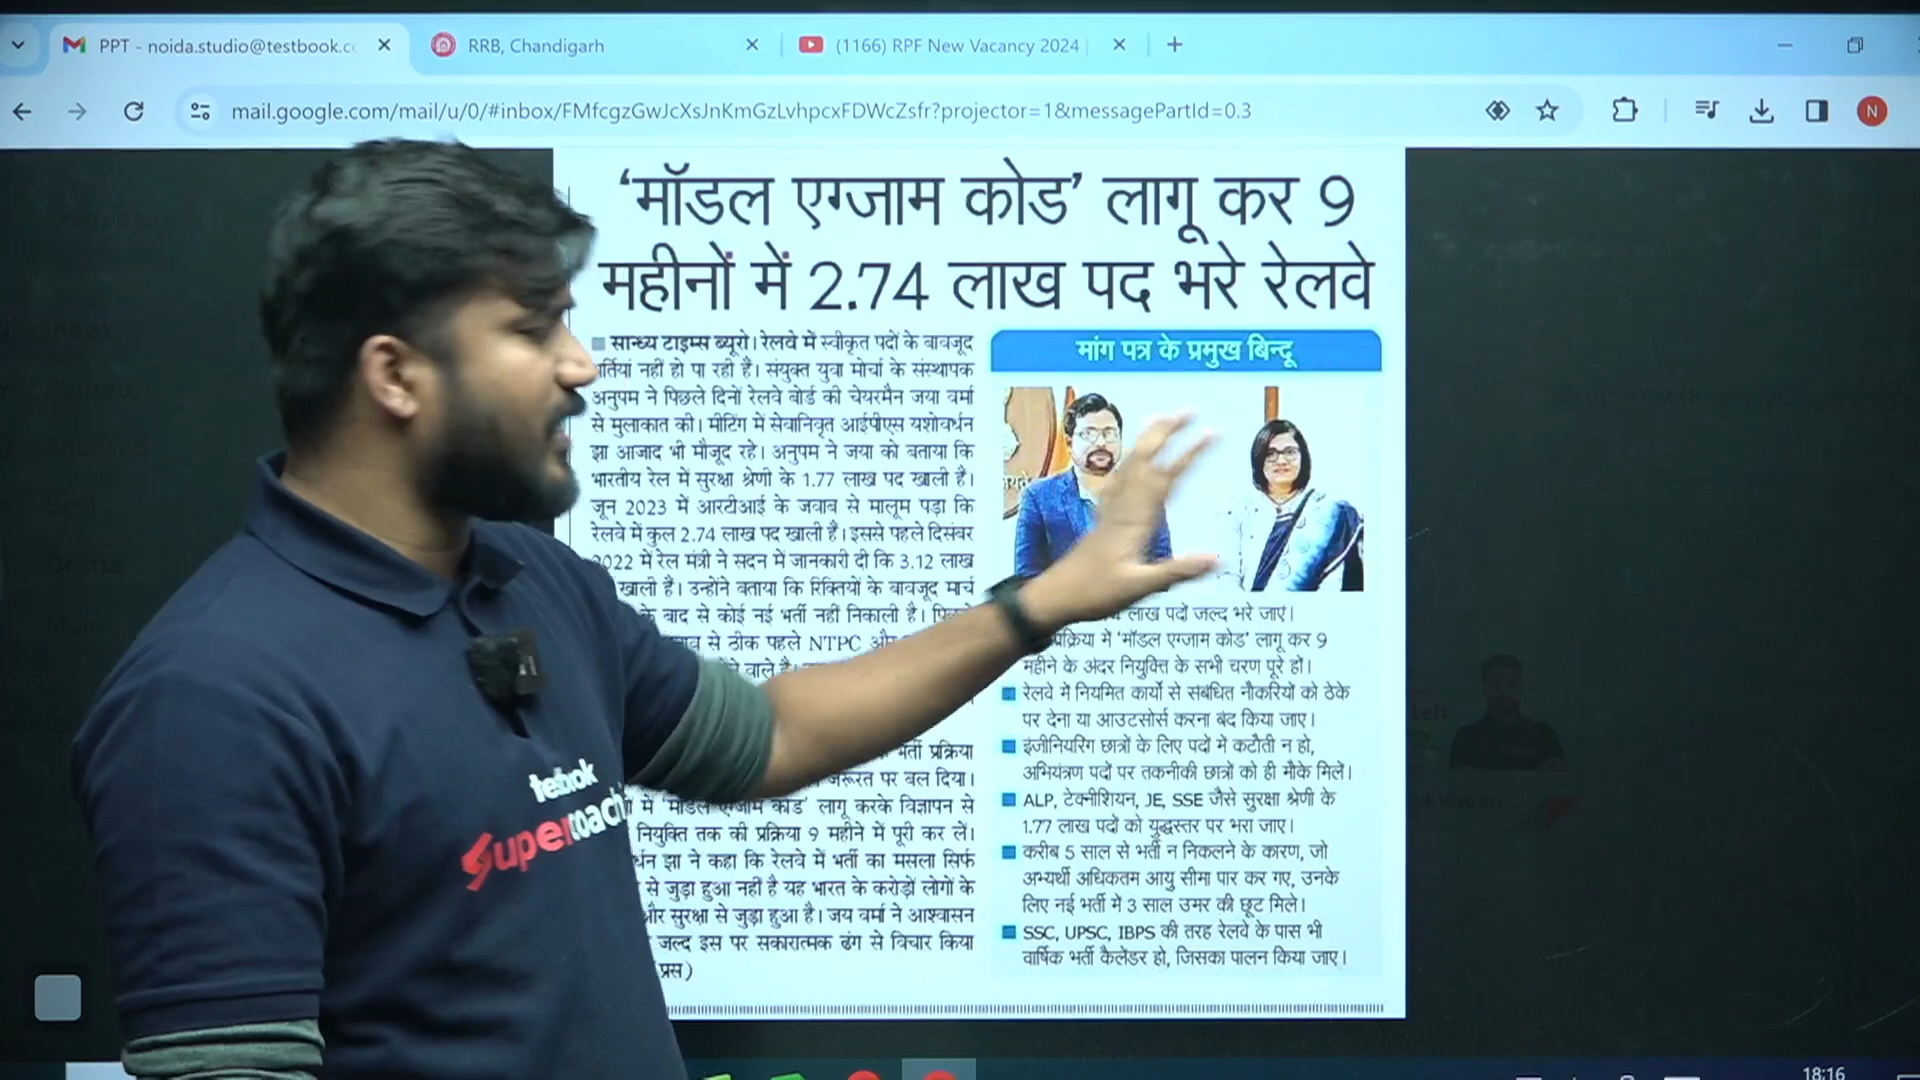 PPT - noida.studio@testbook.cc
RRB, Chandigarh
(1166) RPF New Vacancy 2024
mail.google.com/mail/u/0/#inbox/FMfcgzGwJcXsJnKmGzLvhpcxFDWcZsfr?projector=1&messagePartId=0.3
N
‘मॉडल एग्जाम कोड’ लागू कर 9
महीनों में 2.74 लाख पद भरे रेलवे
सान्ध्य टाइम्स ब्यूरो। रेलवे में स्वीकृत पदों के बावजूद
नहीं हो पा रही हैं। संयुक्त युवा मोर्चा के संस्थापक
अनुपम ने पिछले दिनों रेलवे बोर्ड की चेयरमैन जया वर्मा
से मुलाकात की। मीटिंग में सेवानिवृत आईपीएस यशोवर्धन
झा आजाद भी मौजूद रहे। अनुपम ने जया को बताया कि
भारतीय रेल में सुरक्षा श्रेणी के 1.77 लाख पद खाली हैं।
जून 2023 में आरटीआई के जवाब से मालूम पड़ा कि
रेलवे में कुल 2.74 लाख पद खाली हैं। इससे पहले दिसंबर
2022 में रेल मंत्री ने सदन में जानकारी दी कि 3.12 लाख
खाली हैं। उन्होंने बताया कि रिक्तियों के बावजूद मार्च
के बाद से कोई नई भर्ती नहीं निकाली है।
से ठीक पहले NTPC और
वाले है।
भर्ती प्रक्रिया
जरूरत पर बल दिया।
में ‘मॉडल एग्जाम कोड’ लागू करके विज्ञापन से
नियुक्ति तक की प्रक्रिया 9 महीने में पूरी कर लें।
झा ने कहा कि रेलवे में भर्ती का मसला सिर्फ
से जुड़ा हुआ नहीं है यह भारत के करोड़ों लोगों के
और सुरक्षा से जुड़ा हुआ है। जय वर्मा ने आश्वासन
जल्द इस पर सकारात्मक ढंग से विचार किया
प्रस)
मांग पत्र के प्रमुख बिन्दू
लाख पदों जल्द भरे जाएं।
प्रक्रिया में ‘मॉडल एग्जाम कोड’ लागू कर 9
महीने के अंदर नियुक्ति के सभी चरण पूरे हों।
रेलवे में नियमित कार्यों से संबंधित नौकरियों को ठेके
पर देना या आउटसोर्स करना बंद किया जाए।
इंजीनियरिंग छात्रों के लिए पदों में कटौती न हो,
अभियंत्रण पदों पर तकनीकी छात्रों को ही मौके मिलें।
ALP, टेक्नीशियन, JE, SSE जैसे सुरक्षा श्रेणी के
1.77 लाख पदों को युद्धस्तर पर भरा जाए।
करीब 5 साल से भर्ती न निकलने के कारण, जो
अभ्यर्थी अधिकतम आयु सीमा पार कर गए, उनके
लिए नई भर्ती में 3 साल उमर की छूट मिले।
SSC, UPSC, IBPS की तरह रेलवे के पास भी
वार्षिक भर्ती कैलेंडर हो, जिसका पालन किया जाए।
testbook
Supercoach
18:16